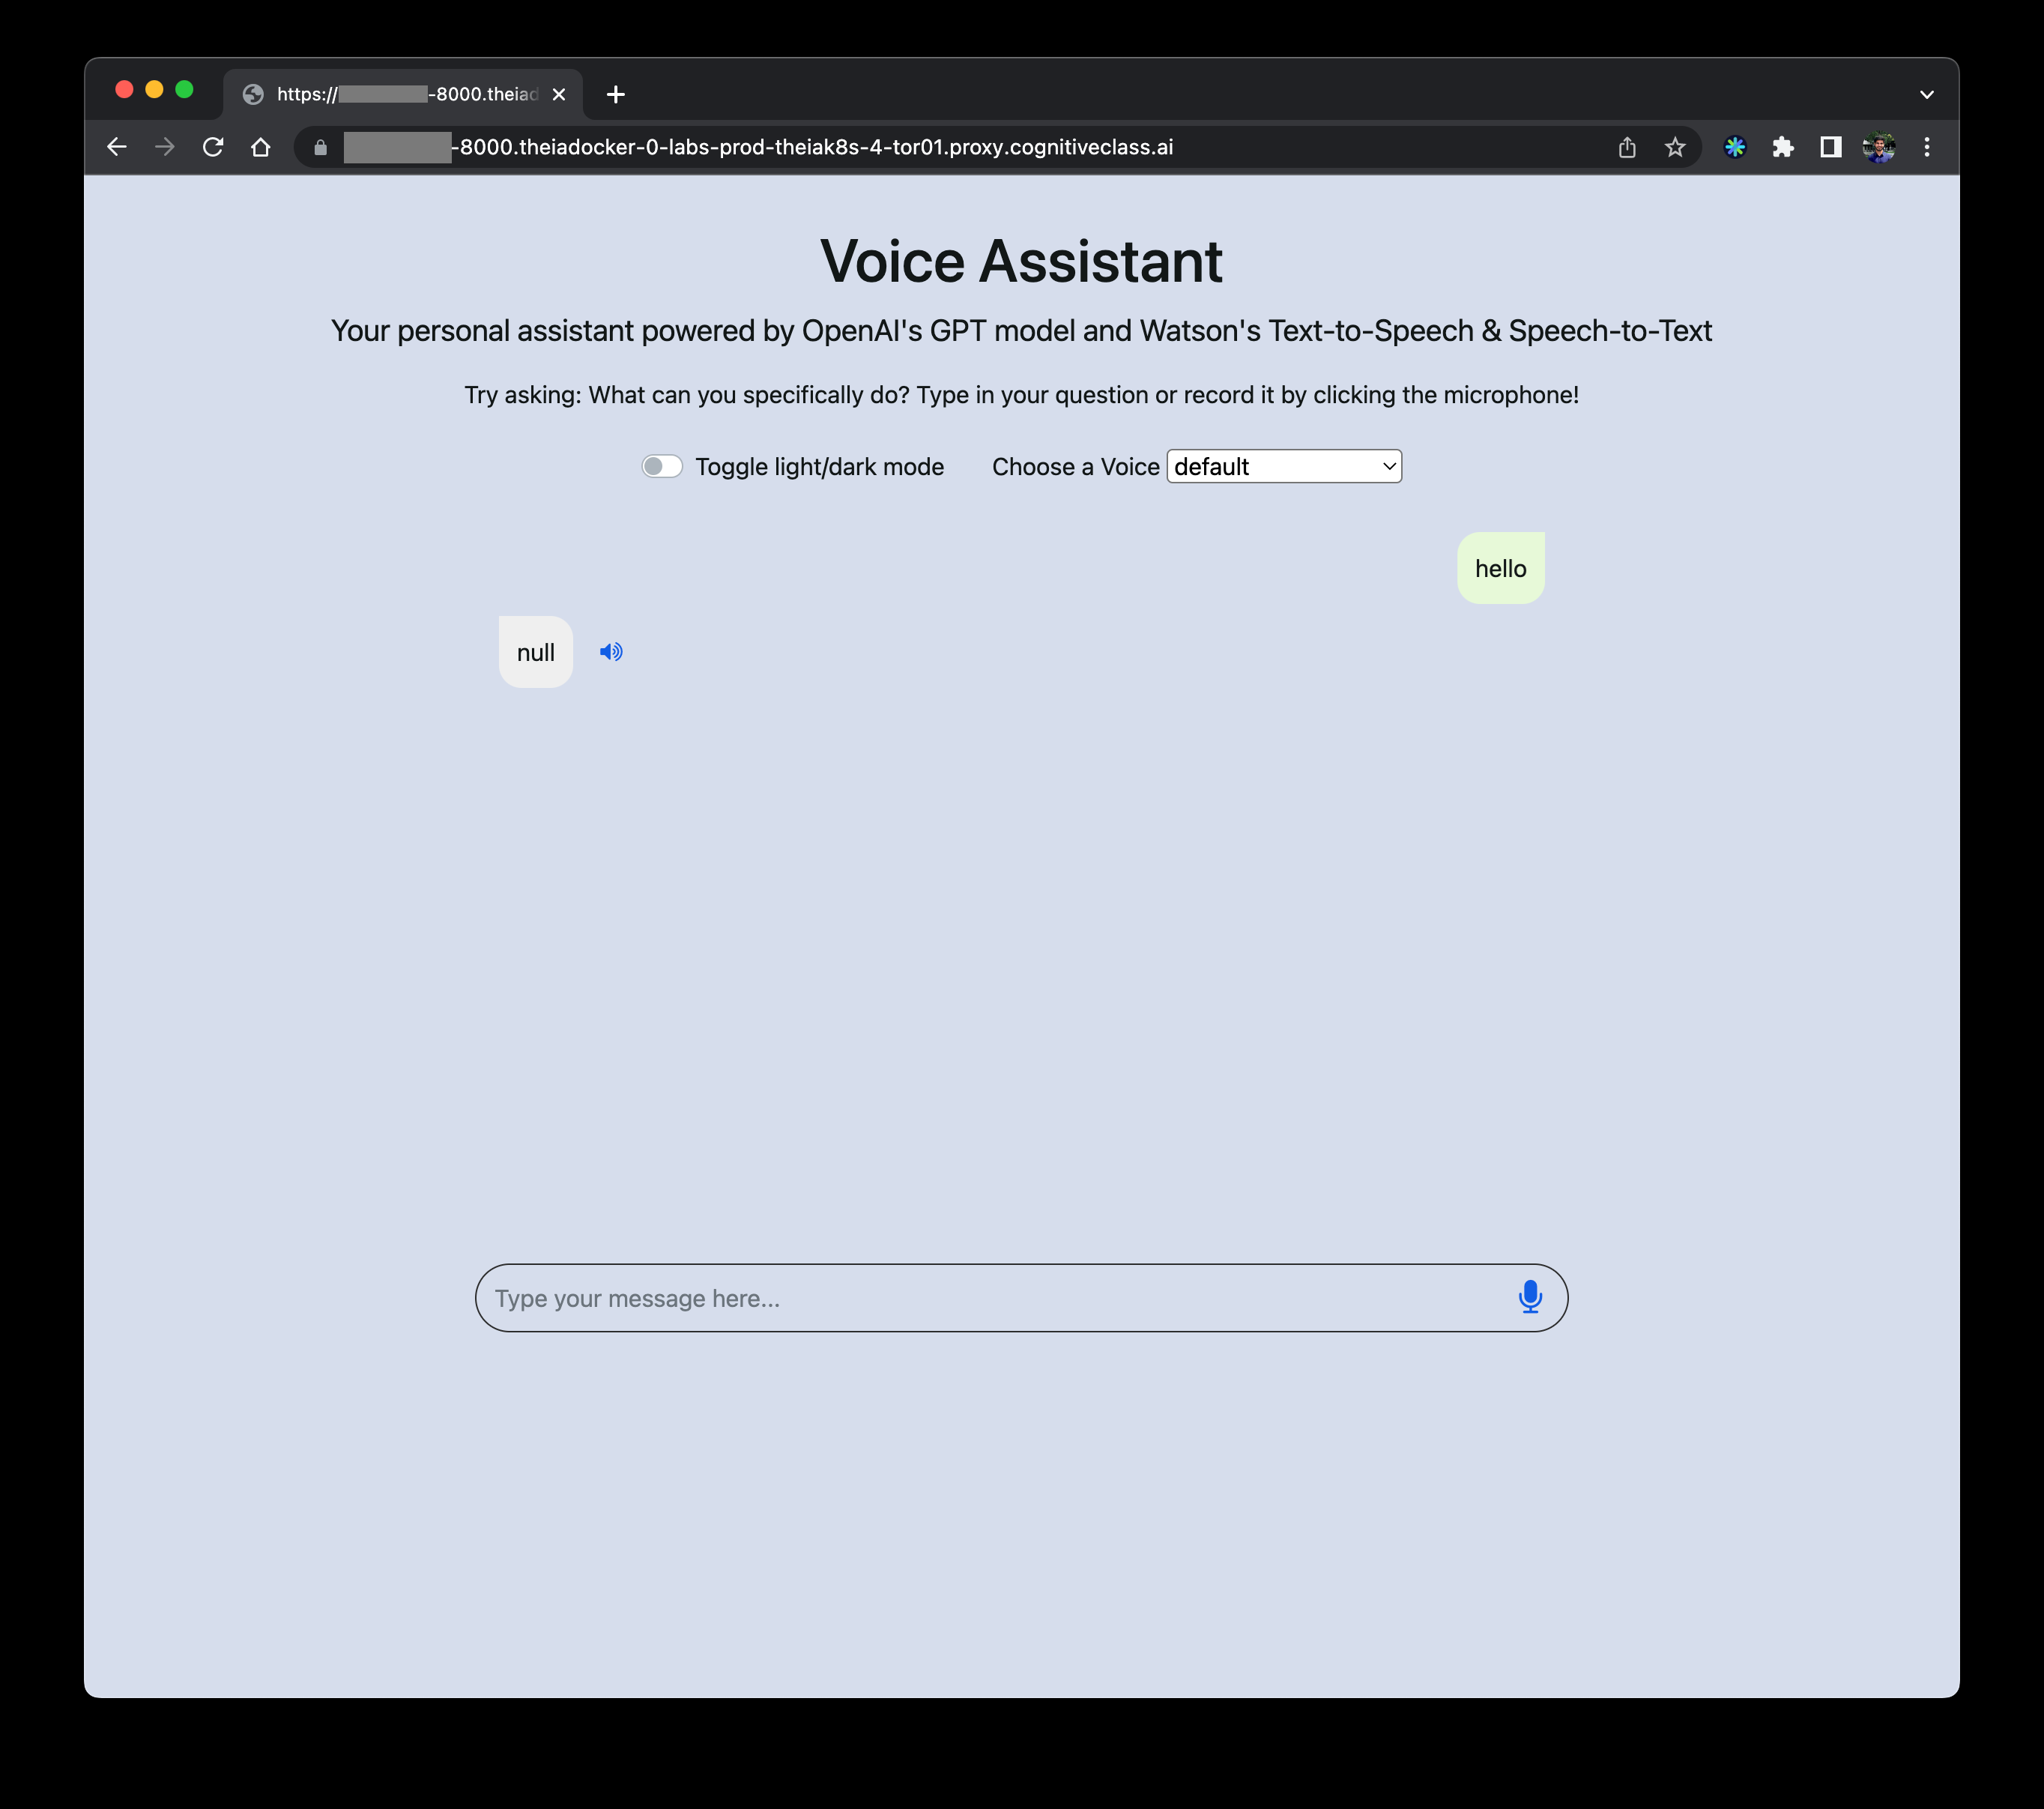 https://-8000.theiad
-8000.theiadocker-0-labs-prod-theiak8s-4-tor01.proxy.cognitiveclass.ai
Voice Assistant
Your personal assistant powered by OpenAI's GPT model and Watson's Text-to-Speech & Speech-to-Text
Try asking: What can you specifically do? Type in your question or record it by clicking the microphone!
Toggle light/dark mode Choose a Voice default
hello
null
Type your message here...